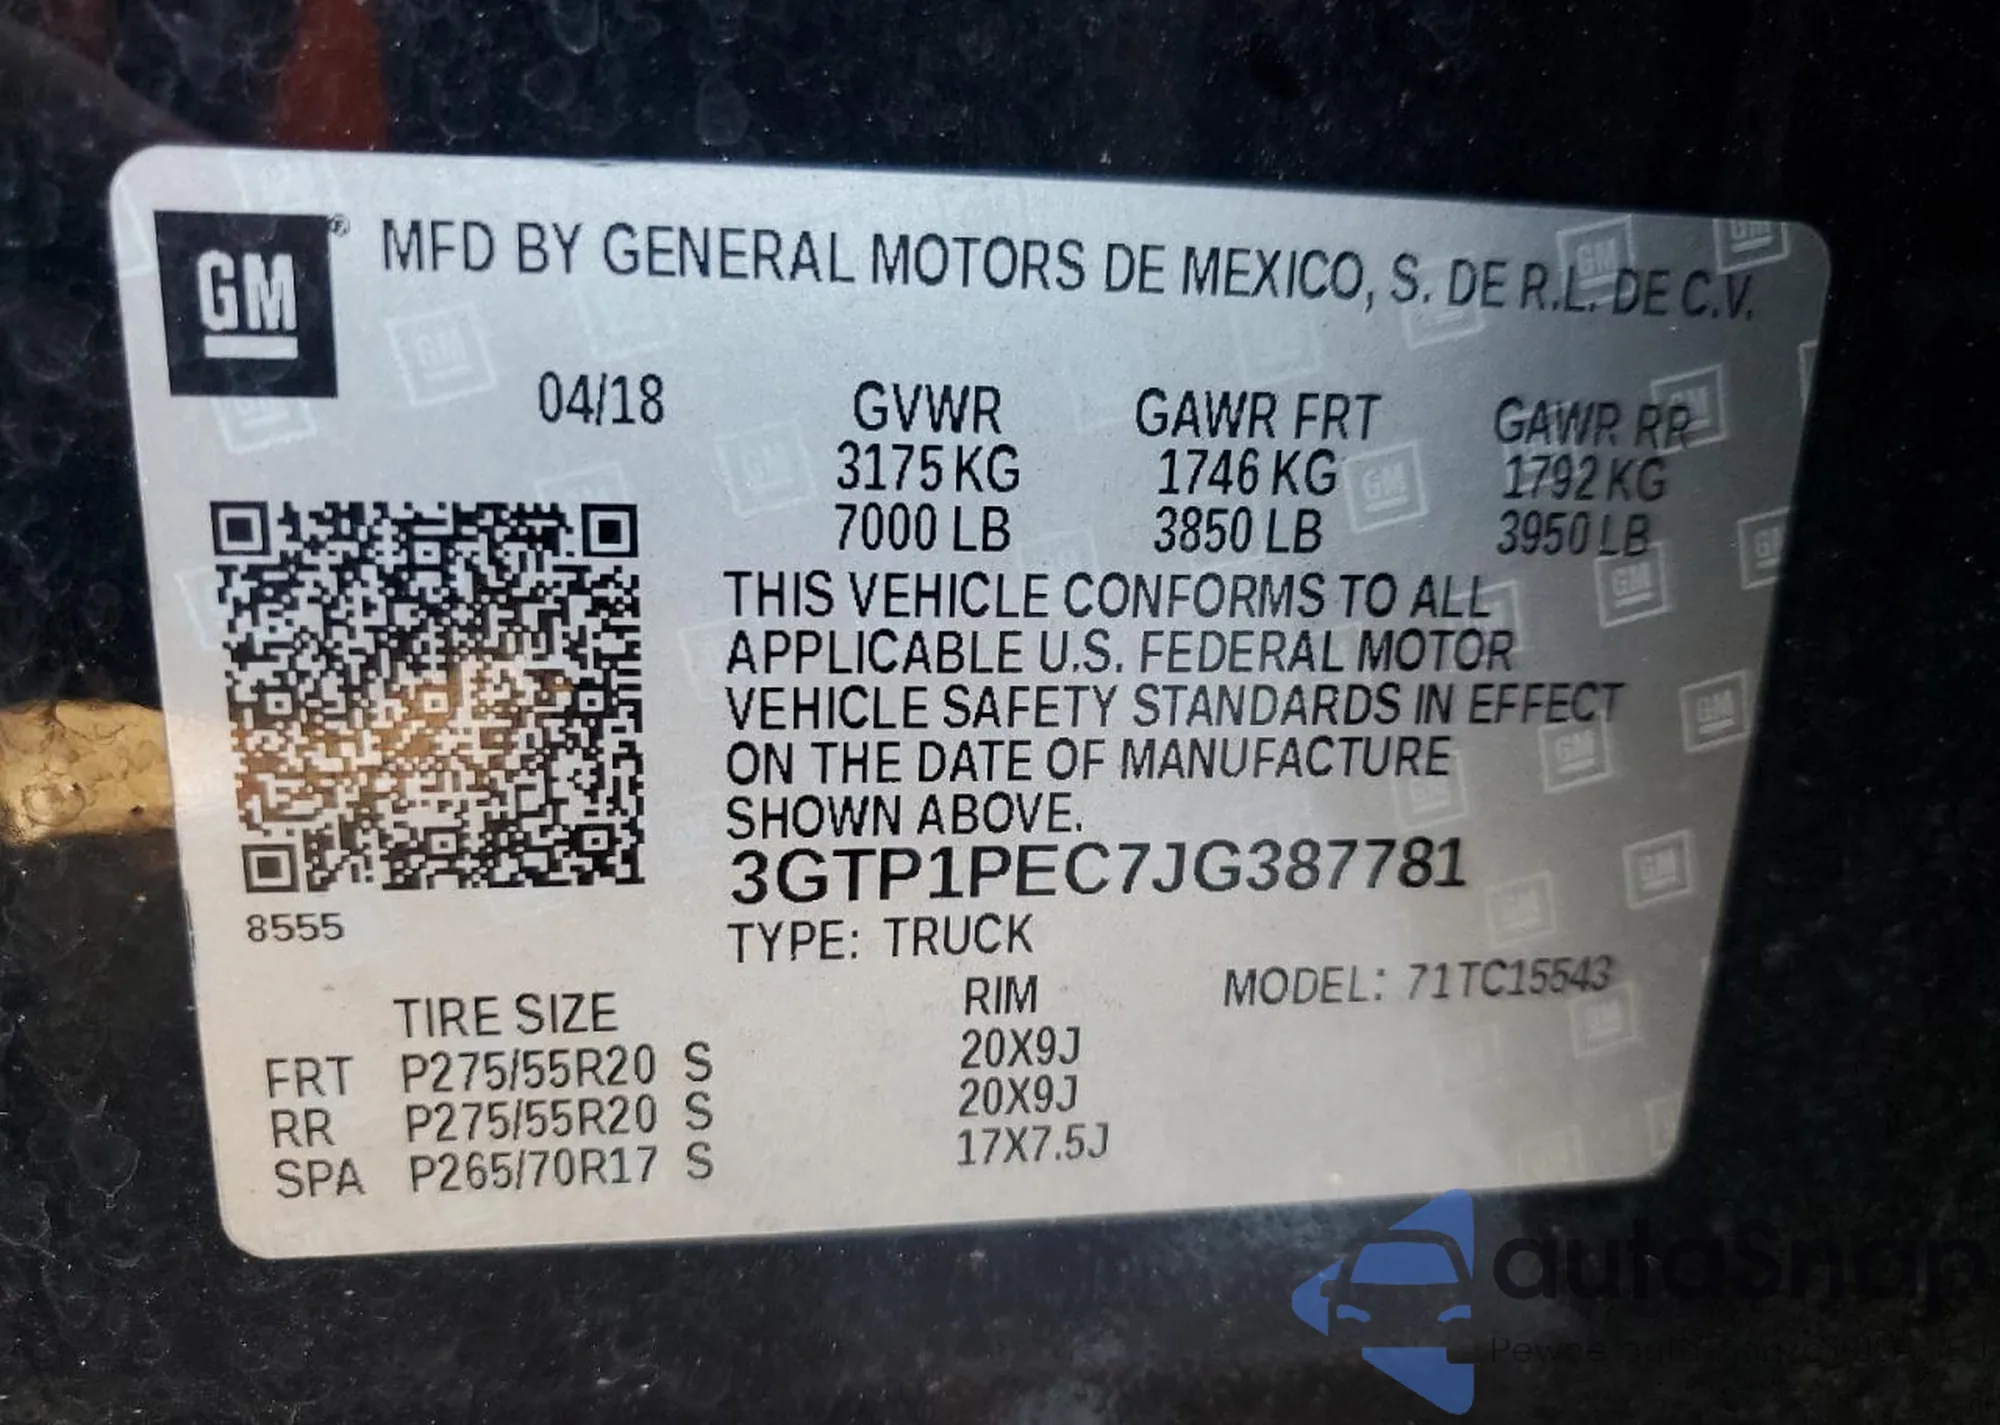 GM ® MFD BY GENERAL MOTORS DE MEXICO, S. DE R.L. DE C.V.
04/18 GVWR GAWR FRT GAWR RR
3175 KG 1746 KG 1792 KG
7000 LB 3850 LB 3950 LB
THIS VEHICLE CONFORMS TO ALL
APPLICABLE U.S. FEDERAL MOTOR
VEHICLE SAFETY STANDARDS IN EFFECT
ON THE DATE OF MANUFACTURE
SHOWN ABOVE.
3GTP1PEC7JG387781
8555
TYPE: TRUCK MODEL: 71TC15543
TIRE SIZE RIM
FRT P275/55R20 S 20X9J
RR P275/55R20 S 20X9J
SPA P265/70R17 S 17X7.5J
autaSnap
Pewne auta